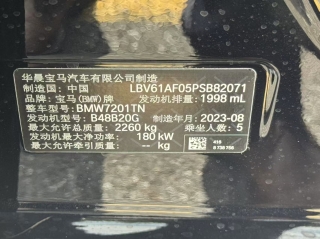 华晨宝马汽车有限公司制造
制造国: 中国 LBV61AF05PSB82071
品牌: 宝马(BMW)牌 发动机排量: 1998 mL
整车型号: BMW7201TN
发动机型号: B48B20G 制造年月: 2023-08
最大允许总质量: 2260 kg 乘坐人数: 5
发动机最大净功率: 180 kW
最大允许牵引质量: -- kg